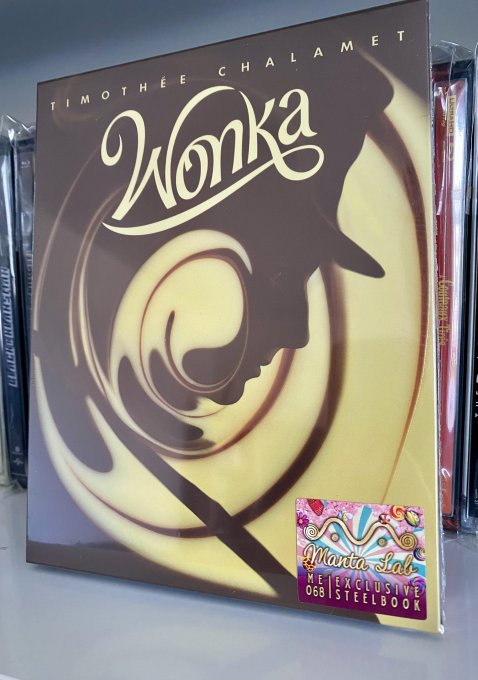 TIMOTHÉE CHALAMET
Wonka
Manta Lab
ME 068 EXCLUSIVE STEELBOOK